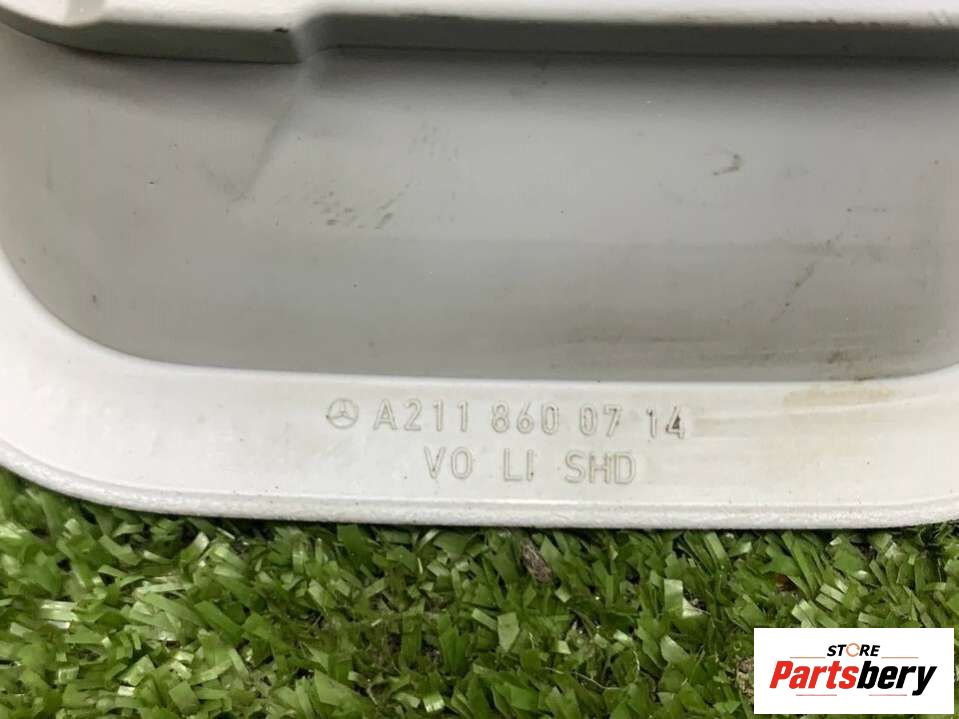 A211 860 07 14
VO LI SHD
STORE
Partsbery